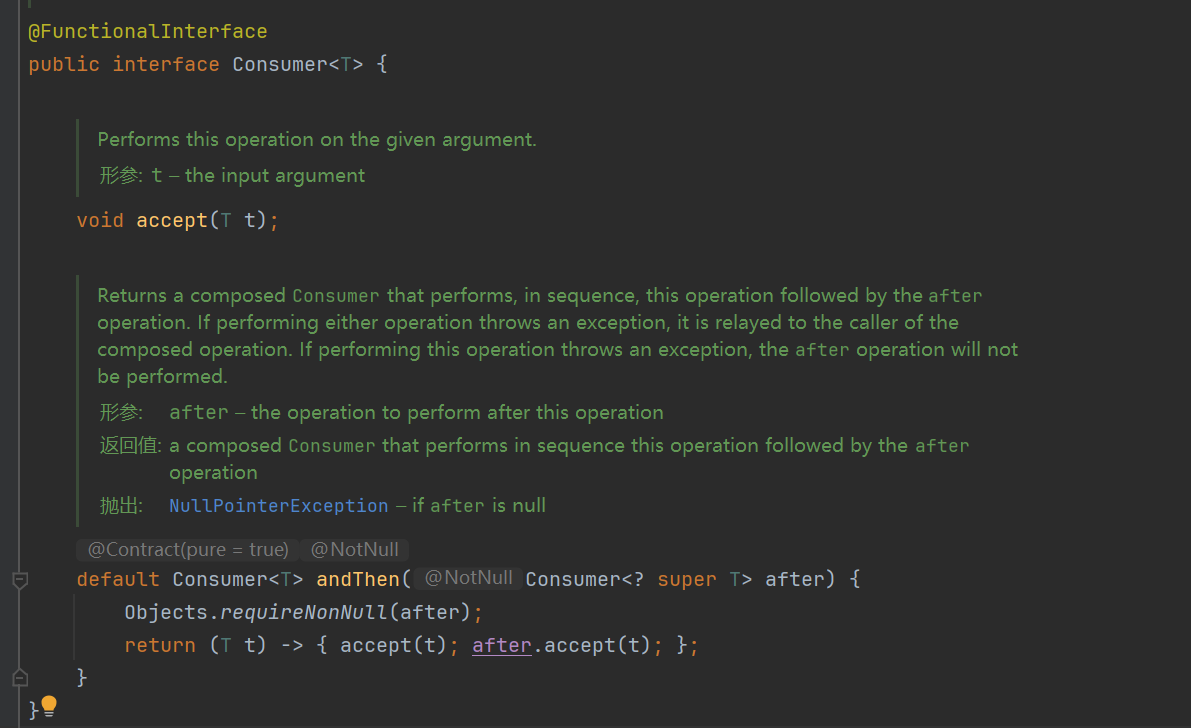 @FunctionalInterface
public interface Consumer<T> {
Performs this operation on the given argument.
形参: t – the input argument
void accept(T t);
Returns a composed Consumer that performs, in sequence, this operation followed by the after
operation. If performing either operation throws an exception, it is relayed to the caller of the
composed operation. If performing this operation throws an exception, the after operation will not
be performed.
形参: after – the operation to perform after this operation
返回值: a composed Consumer that performs in sequence this operation followed by the after
operation
抛出: NullPointerException – if after is null
@Contract(pure = true) @NotNull
default Consumer<T> andThen( @NotNull Consumer<? super T> after) {
Objects.requireNonNull(after);
return (T t) -> { accept(t); after.accept(t); };
}
}